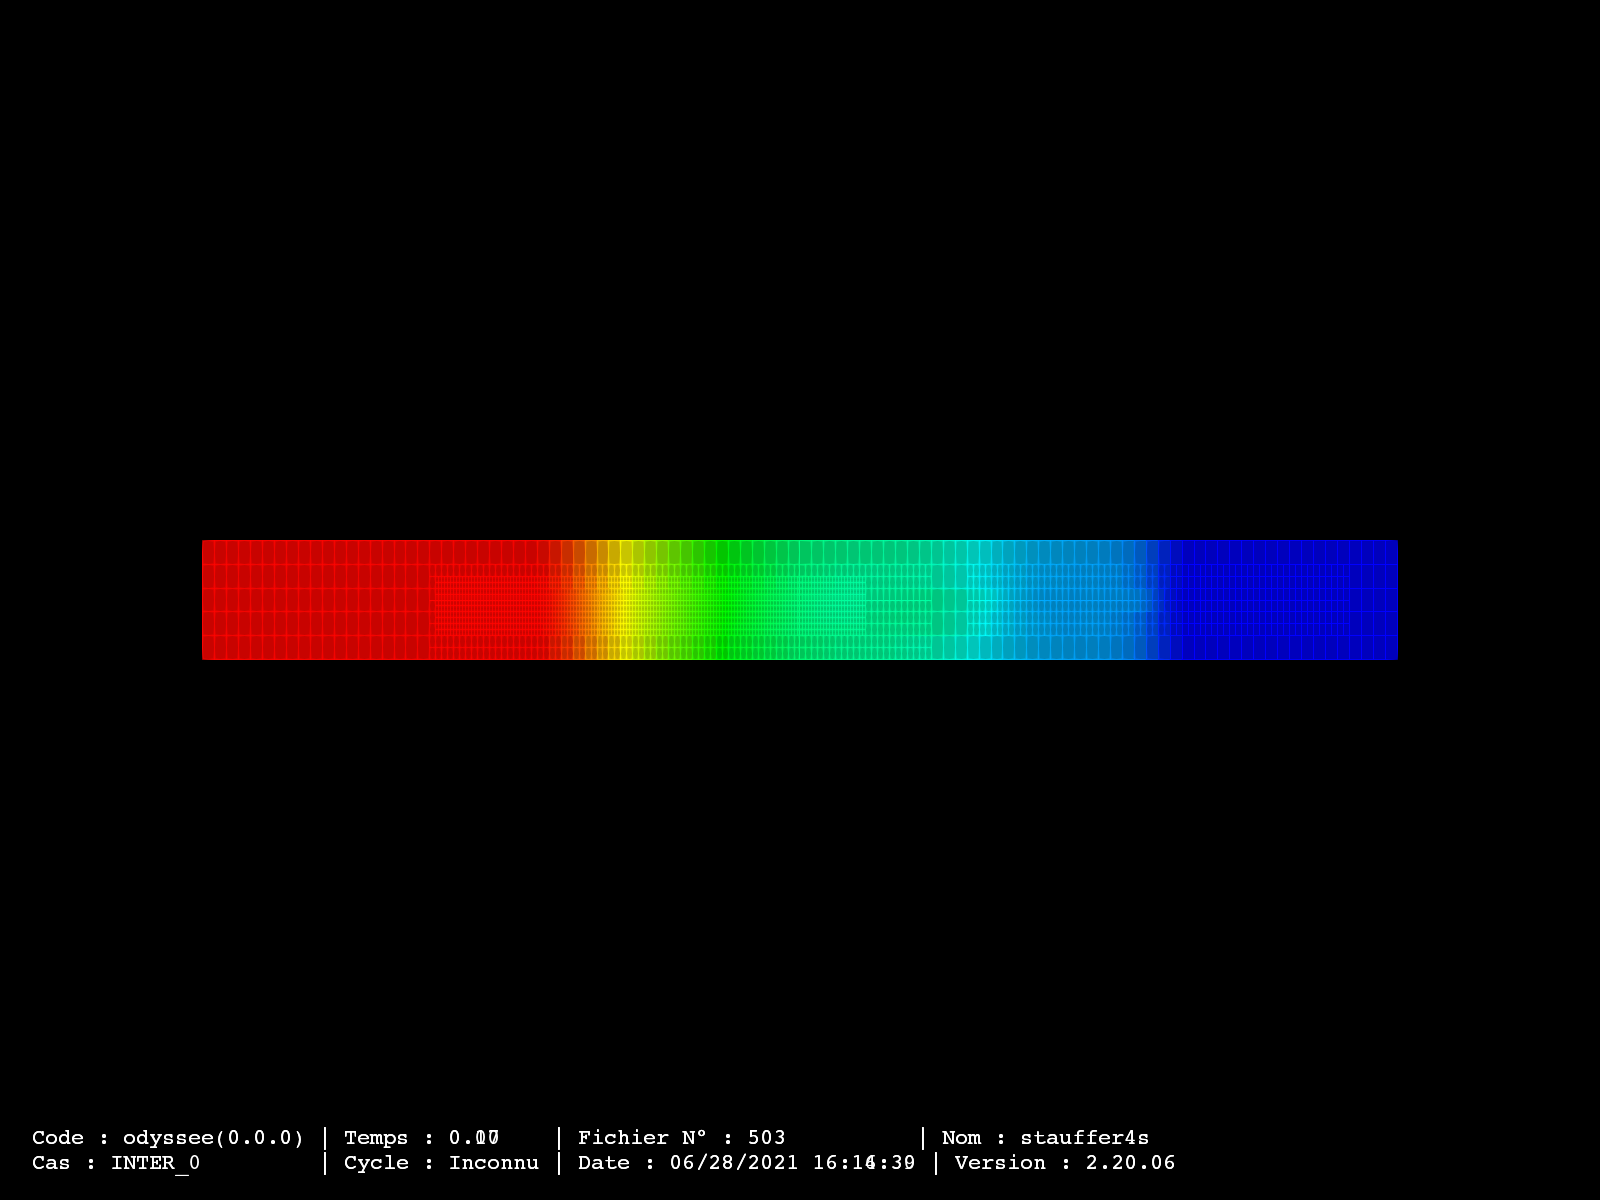 Code : odyssee(0.0.0) | Temps : | Fichier N° : 503 | Nom : stauffer4s
Cas : INTER_0 | Cycle : Inconnu | Date : 06/28/2021 | Version : 2.20.06